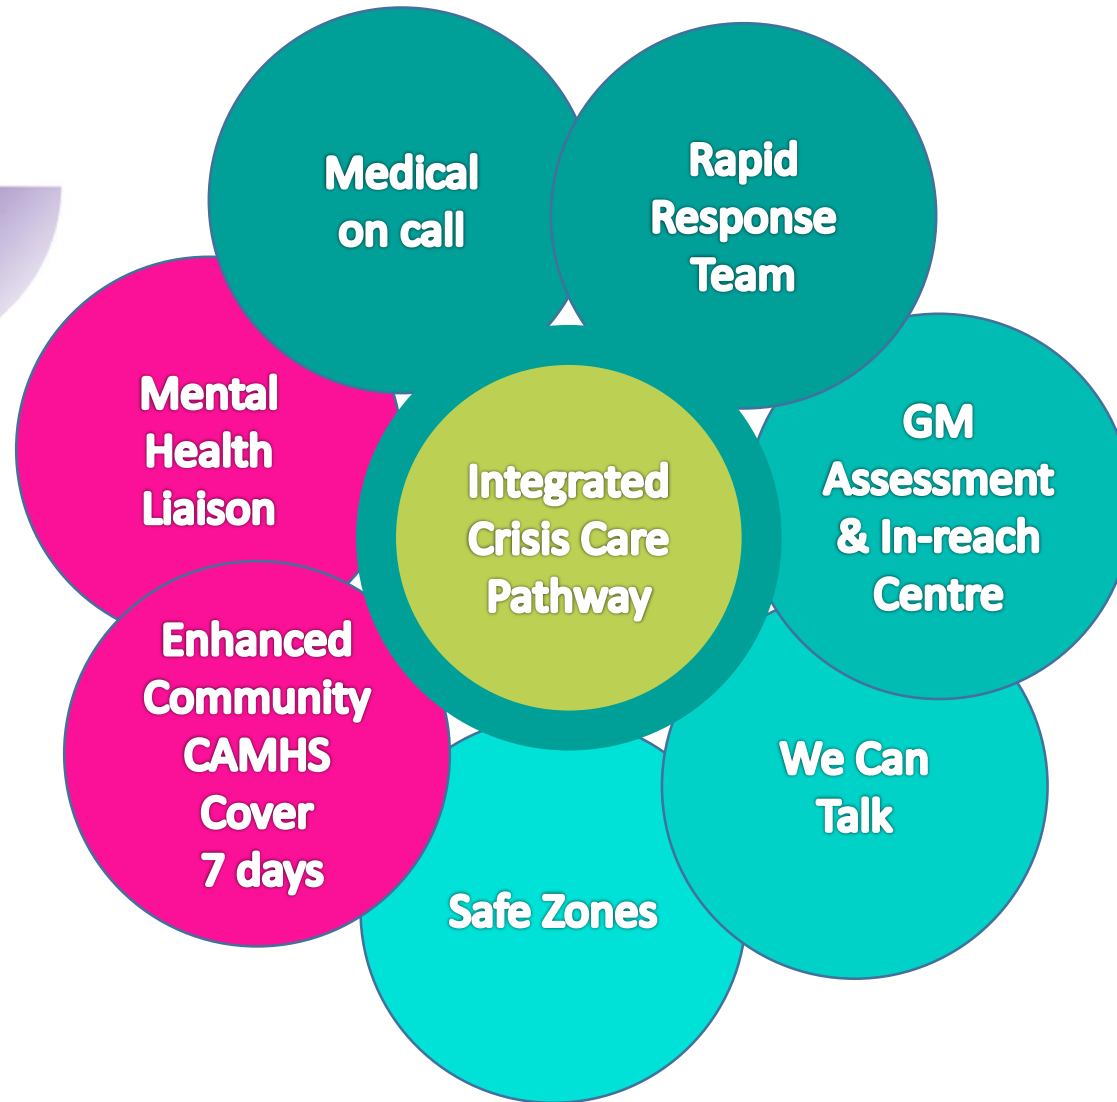 Medical
on call
Rapid
Response
Team
Mental
Health
Liaison
GM
Assessment
& In-reach
Centre
Integrated
Crisis Care
Pathway
Enhanced
Community
CAMHS
Cover
7 days
We Can
Talk
Safe Zones